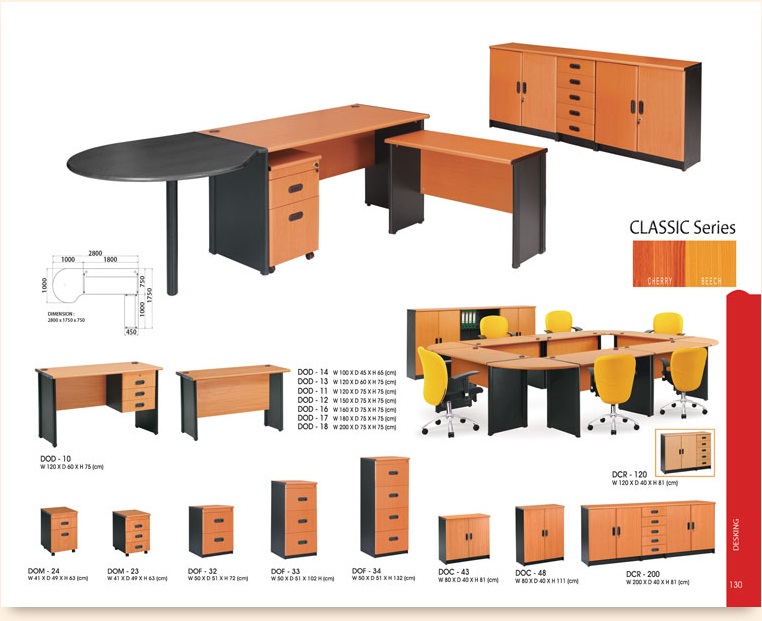 CLASSIC Series
CHERRY
BEECH
2800
1000
1800
1000
750
1750
1000
450
DIMENSION :
2800 x 1750 x 750
DOD - 10
W 120 X D 60 X H 75 (cm)
DOD - 14 W 100 X D 45 X H 65 (cm)
DOD - 13 W 120 X D 60 X H 75 (cm)
DOD - 11 W 120 X D 75 X H 75 (cm)
DOD - 12 W 150 X D 75 X H 75 (cm)
DOD - 16 W 160 X D 75 X H 75 (cm)
DOD - 17 W 180 X D 75 X H 75 (cm)
DOD - 18 W 200 X D 75 X H 75 (cm)
DCR - 120
W 120 X D 40 X H 81 (cm)
DOM - 24
W 41 X D 49 X H 63 (cm)
DOM - 23
W 41 X D 49 X H 63 (cm)
DOF - 32
W 50 X D 51 X H 72 (cm)
DOF - 33
W 50 X D 51 X H 102 H (cm)
DOF - 34
W 50 X D 51 X H 132 (cm)
DOC - 43
W 80 X D 40 X H 81 (cm)
DOC - 48
W 80 X D 40 X H 111 (cm)
DCR - 200
W 200 X D 40 X H 81 (cm)
DESKING
130